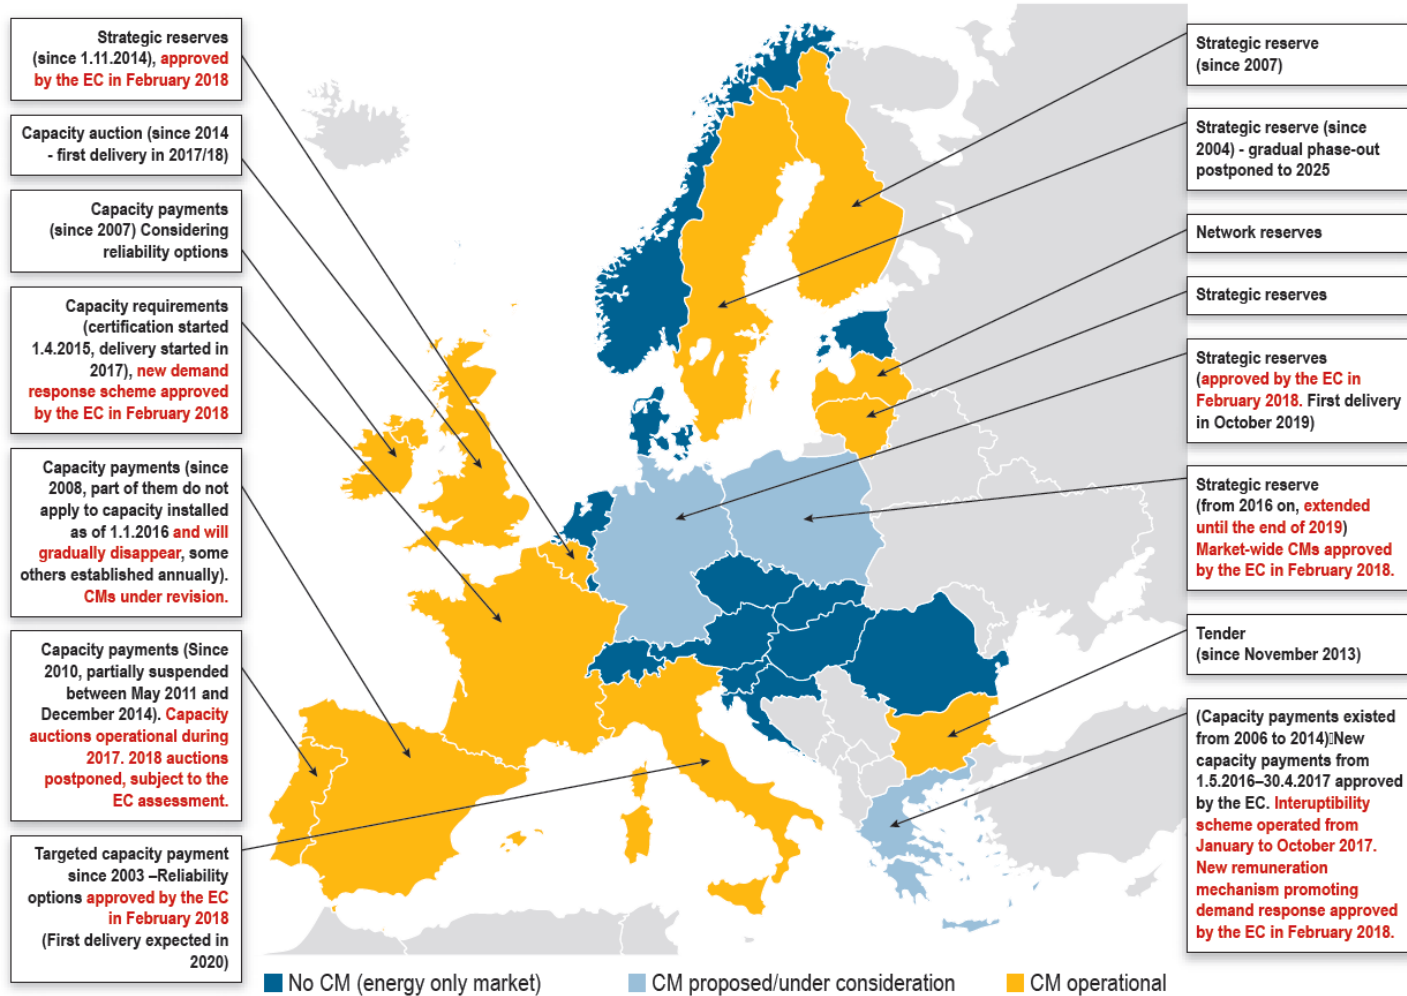 Strategic reserves
(since 1.11.2014), approved
by the EC in February 2018
Capacity auction (since 2014
- first delivery in 2017/18)
Capacity payments
(since 2007) Considering
reliability options
Capacity requirements
(certification started
1.4.2015, delivery started in
2017), new demand
response scheme approved
by the EC in February 2018
Capacity payments (since
2008, part of them do not
apply to capacity installed
as of 1.1.2016 and will
gradually disappear, some
others established annually).
CMs under revision.
Capacity payments (Since
2010, partially suspended
between May 2011 and
December 2014). Capacity
auctions operational during
2017. 2018 auctions
postponed, subject to the
EC assessment.
Targeted capacity payment
since 2003 –Reliability
options approved by the EC
in February 2018
(First delivery expected in
2020)
Strategic reserve
(since 2007)
Strategic reserve (since
2004) - gradual phase-out
postponed to 2025
Network reserves
Strategic reserves
Strategic reserves
(approved by the EC in
February 2018. First delivery
in October 2019)
Strategic reserve
(from 2016 on, extended
until the end of 2019)
Market-wide CMs approved
by the EC in February 2018.
Tender
(since November 2013)
(Capacity payments existed
from 2006 to 2014)▯New
capacity payments from
1.5.2016–30.4.2017 approved
by the EC. Interuptibility
scheme operated from
January to October 2017.
New remuneration
mechanism promoting
demand response approved
by the EC in February 2018.
No CM (energy only market)
CM proposed/under consideration
CM operational